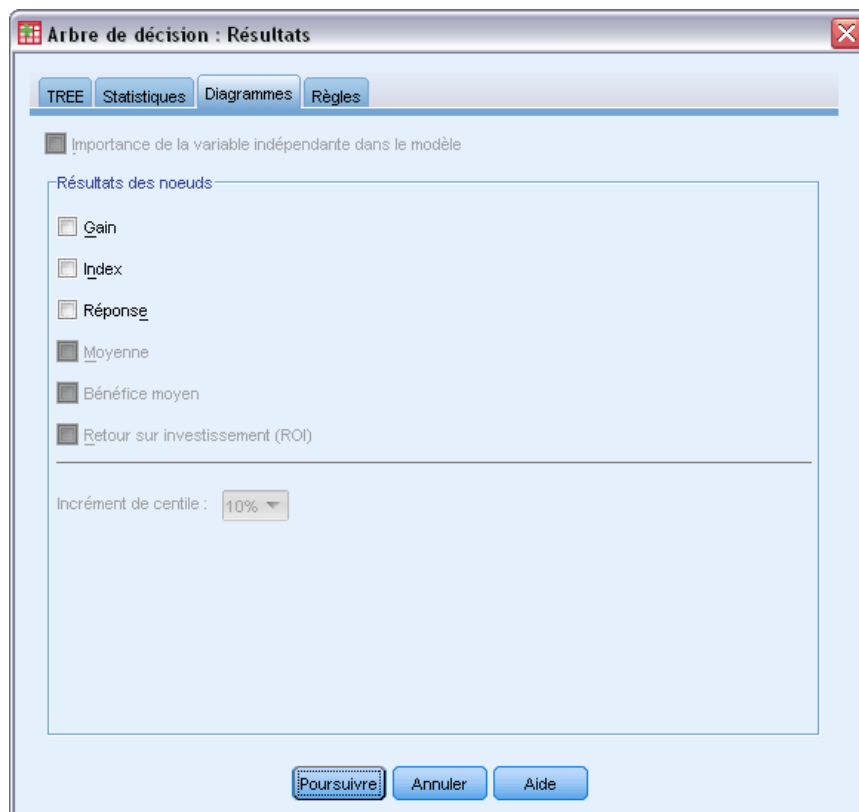 Arbre de décision : Résultats
TREE Statistiques Diagrammes Règles
Importance de la variable indépendante dans le modèle
Résultats des noeuds
Gain
Index
Réponse
Moyenne
Bénéfice moyen
Retour sur investissement (ROI)
Incrément de centile : 10%
Poursuivre Annuler Aide